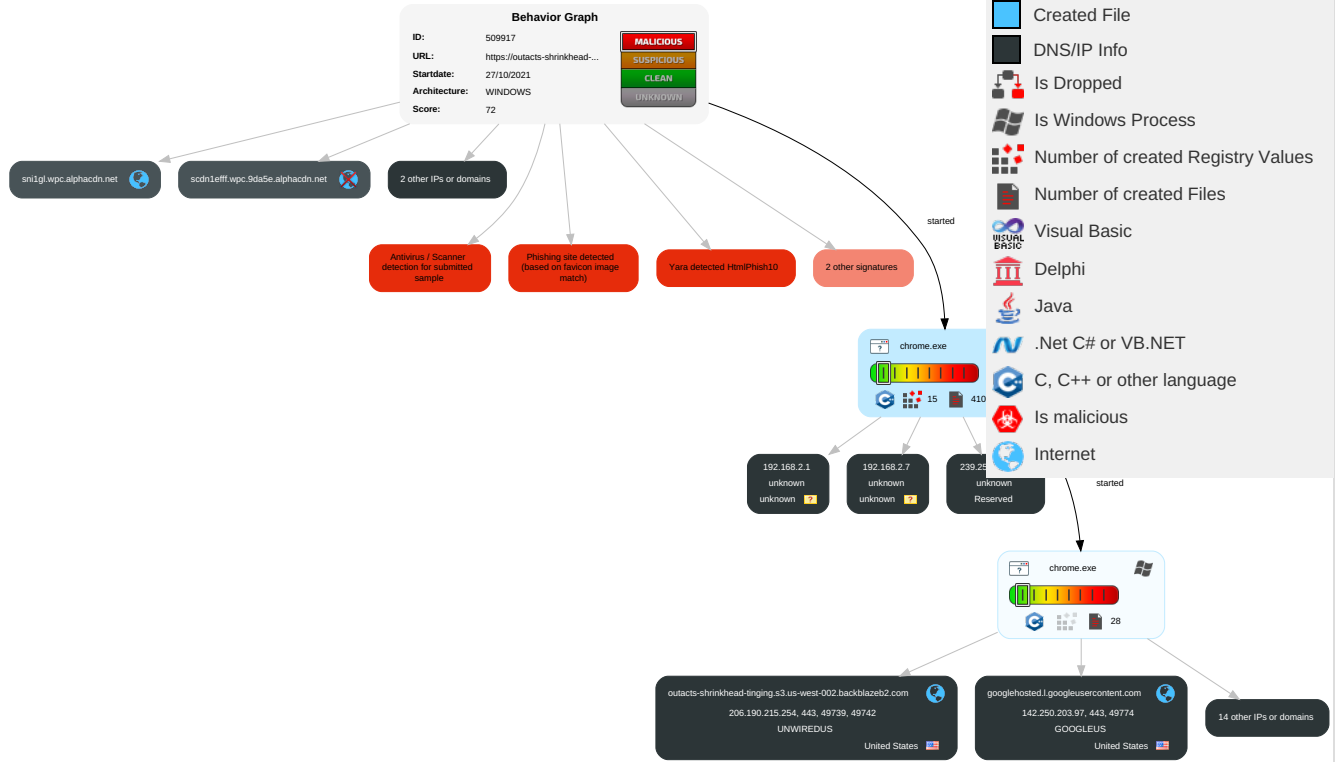 Behavior Graph
ID: 509917
URL: https://outacts-shrinkhead-...
Startdate: 27/10/2021
Architecture: WINDOWS
Score: 72
MALICIOUS
SUSPICIOUS
CLEAN
UNKNOWN
Created File
DNS/IP Info
Is Dropped
Is Windows Process
Number of created Registry Values
Number of created Files
VISUAL
BASIC
Visual Basic
Delphi
Java
.Net C# or VB.NET
C, C++ or other language
Is malicious
Internet
sni1gl.wpc.alphacdn.net
scdn1efff.wpc.9da5e.alphacdn.net
2 other IPs or domains
started
Antivirus / Scanner
detection for submitted
sample
Phishing site detected
(based on favicon image
match)
Yara detected HtmlPhish10
2 other signatures
chrome.exe
15
410
192.168.2.1
unknown
unknown
192.168.2.7
unknown
unknown
unknown
Reserved
started
chrome.exe
28
outacts-shrinkhead-tinging.s3.us-west-002.backblazeb2.com
206.190.215.254, 443, 49739, 49742
UNWIREDUS
United States
googlehosted.l.googleusercontent.com
142.250.203.97, 443, 49774
GOOGLEUS
United States
14 other IPs or domains